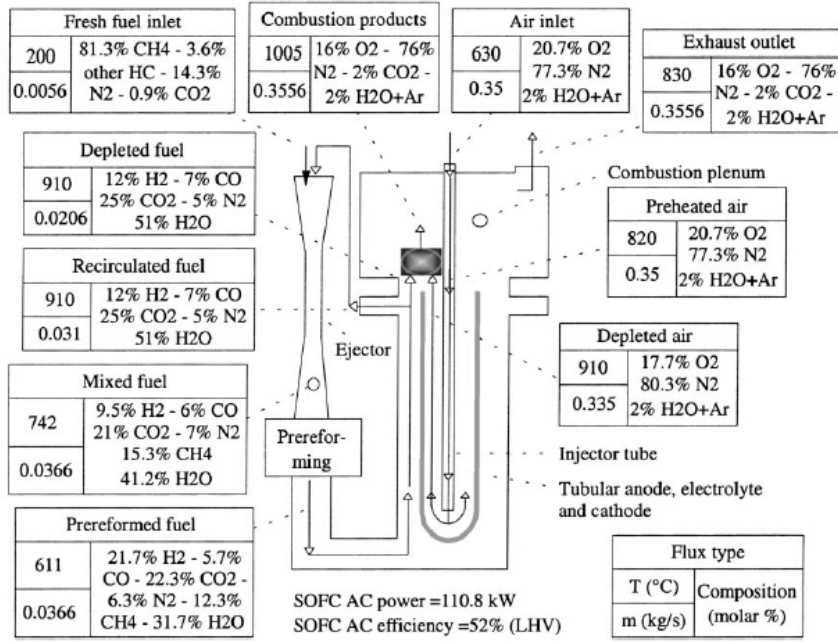 Fresh fuel inlet
200
0.0056
81.3% CH4 - 3.6%
other HC - 14.3%
N2 - 0.9% CO2
Combustion products
1005
0.3556
16% O2 - 76%
N2 - 2% CO2 -
2% H2O+Ar
Air inlet
630
0.35
20.7% O2
77.3% N2
2% H2O+Ar
Exhaust outlet
830
0.3556
16% O2 - 76%
N2 - 2% CO2 -
2% H2O+Ar
Depleted fuel
910
0.0206
12% H2 - 7% CO
25% CO2 - 5% N2
51% H2O
Combustion plenum
Preheated air
820
0.35
20.7% O2
77.3% N2
2% H2O+Ar
Recirculated fuel
910
0.031
12% H2 - 7% CO
25% CO2 - 5% N2
51% H2O
Ejector
Depleted air
910
0.335
17.7% O2
80.3% N2
2% H2O+Ar
Mixed fuel
742
0.0366
9.5% H2 - 6% CO
21% CO2 - 7% N2
15.3% CH4
41.2% H2O
Prerefor-
ming
Injector tube
Tubular anode, electrolyte
and cathode
Prereformed fuel
611
0.0366
21.7% H2 - 5.7%
CO - 22.3% CO2 -
6.3% N2 - 12.3%
CH4 - 31.7% H2O
SOFC AC power =110.8 kW
SOFC AC efficiency =52% (LHV)
Flux type
T (°C)
m (kg/s)
Composition
(molar %)